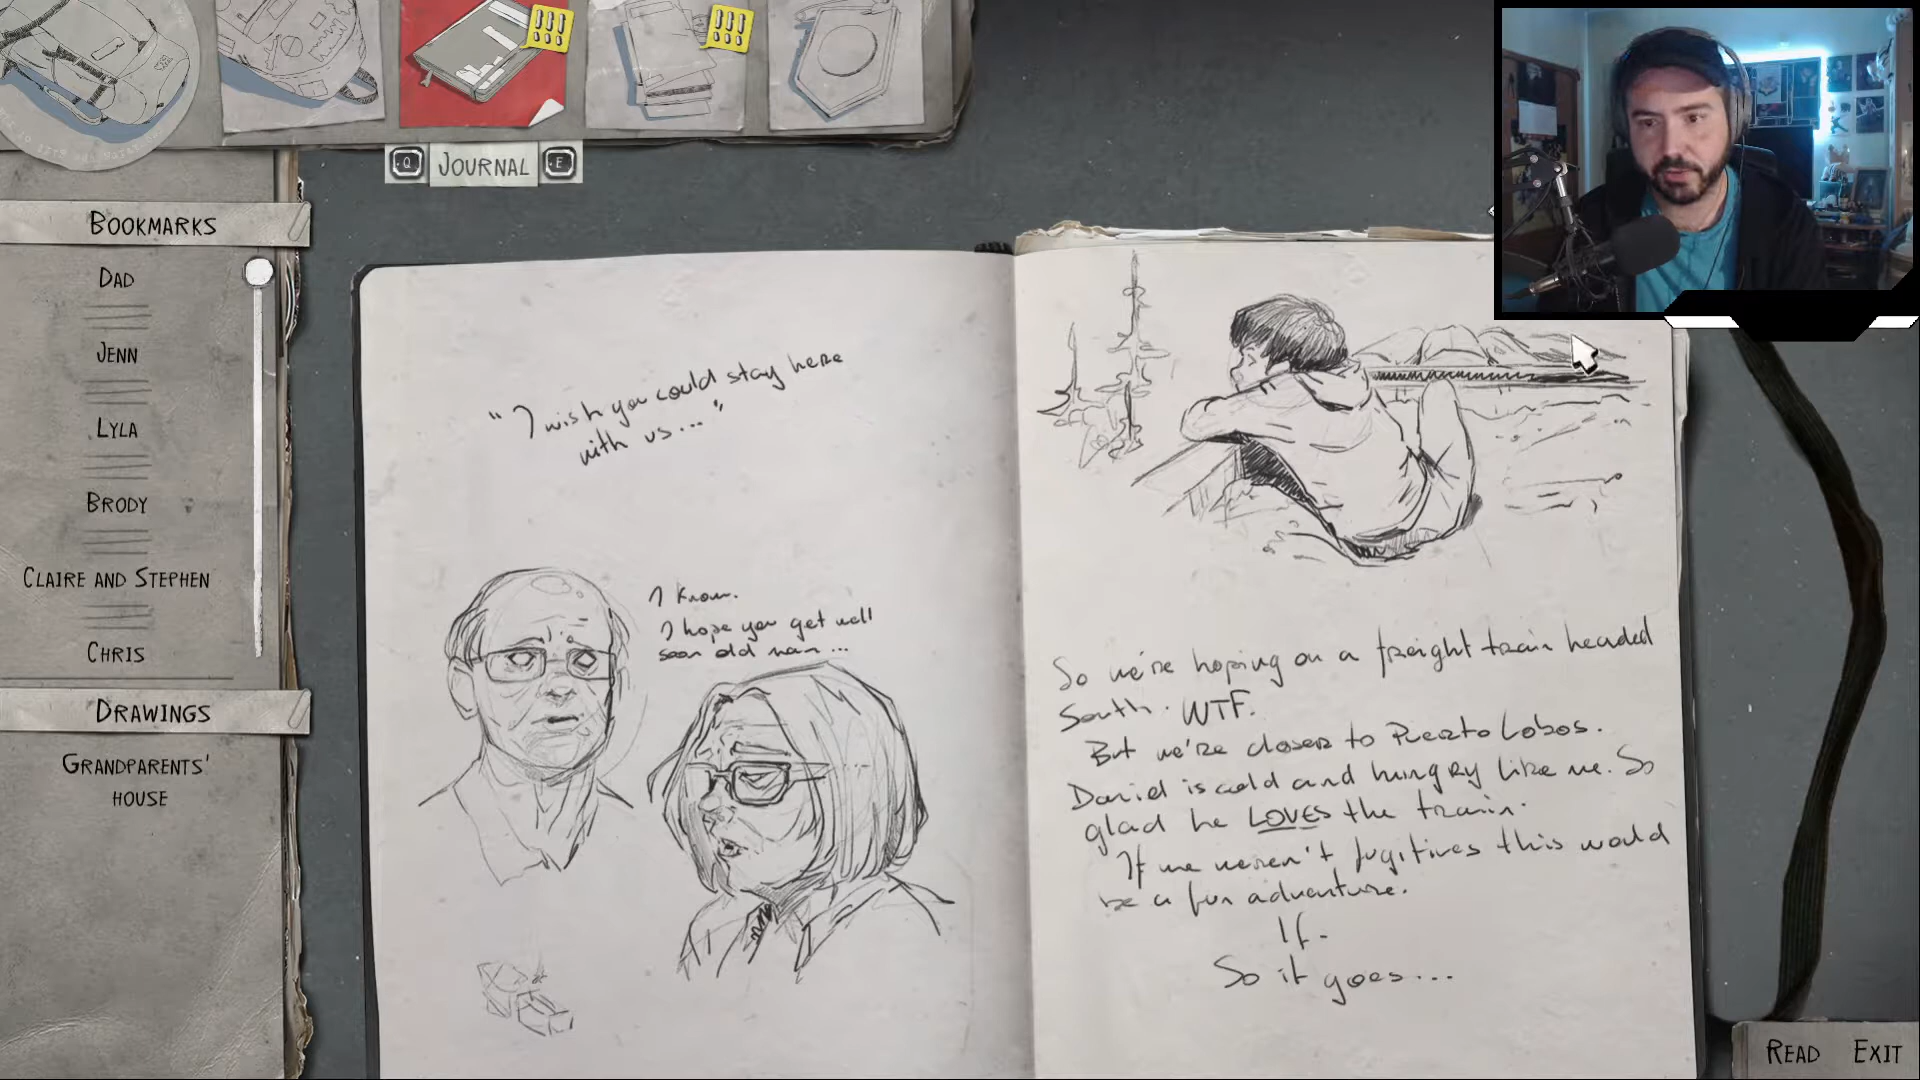 Q JOURNAL E
BOOKMARKS
DAD
JENN
LYLA
BRODY
CLAIRE AND STEPHEN
CHRIS
DRAWINGS
GRANDPARENTS'
HOUSE
"I wish you could stay here
with us..."
I know.
I hope you get well
soon old man...
So we're hoping on a freight train headed
South. WTF.
But we're closer to Puerto Lobos.
Daniel is cold and hungry like me. So
glad he LOVES the train.
If we weren't fugitives this would
be a fun adventure.
If.
So it goes...
READ EXIT